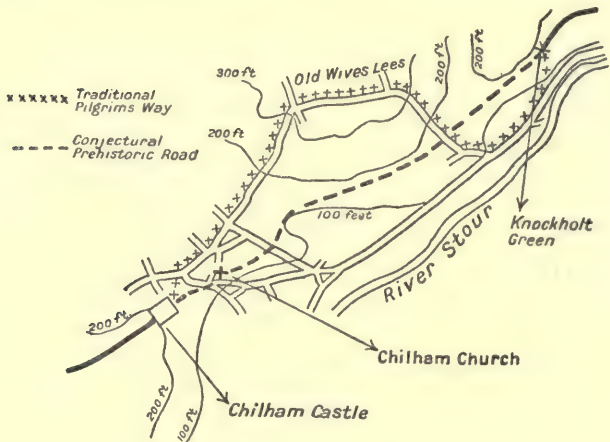 Old Wives Lees
200 ft
200 ft
300 ft
Traditional
Pilgrims Way
Conjectural
Prehistoric Road
200 ft
100 feet
Knockholt
Green
River Stour
200 ft
Chilham Church
200 ft
100 ft
Chilham Castle